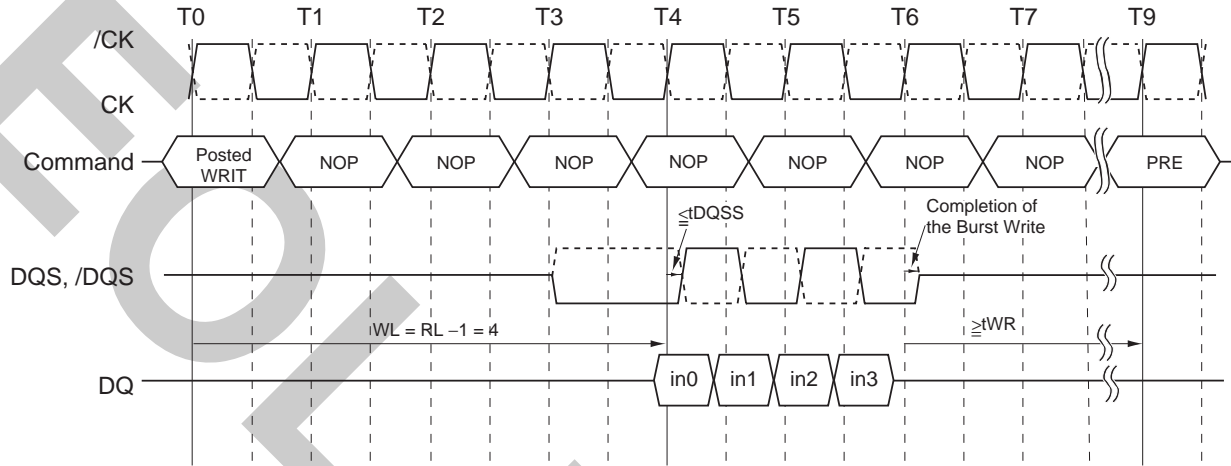 T0 T1 T2 T3 T4 T5 T6 T7 T9
/CK
CK
Command
Posted
WRIT
NOP NOP NOP NOP NOP NOP NOP PRE
≦tDQSS
Completion of
the Burst Write
DQS, /DQS
WL = RL −1 = 4
≧tWR
DQ
in0 in1 in2 in3